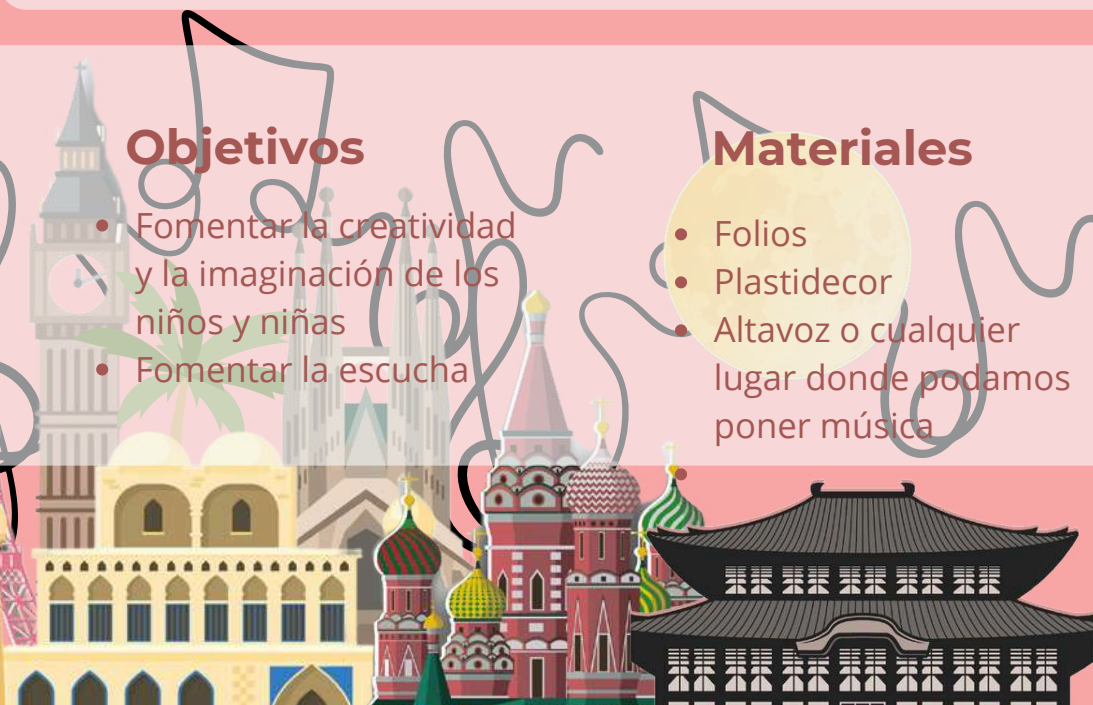 Objetivos
• Fomentar la creatividad
y la imaginación de los
niños y niñas
• Fomentar la escucha
Materiales
• Folios
• Plastidecor
• Altavoz o cualquier
lugar donde podamos
poner música
•